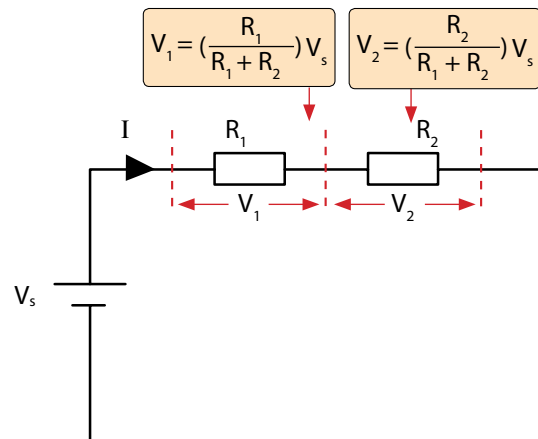 V₁ = (R₁ / R₁ + R₂) Vₛ
V₂ = (R₂ / R₁ + R₂) Vₛ
I
R₁
R₂
V₁
V₂
Vₛ